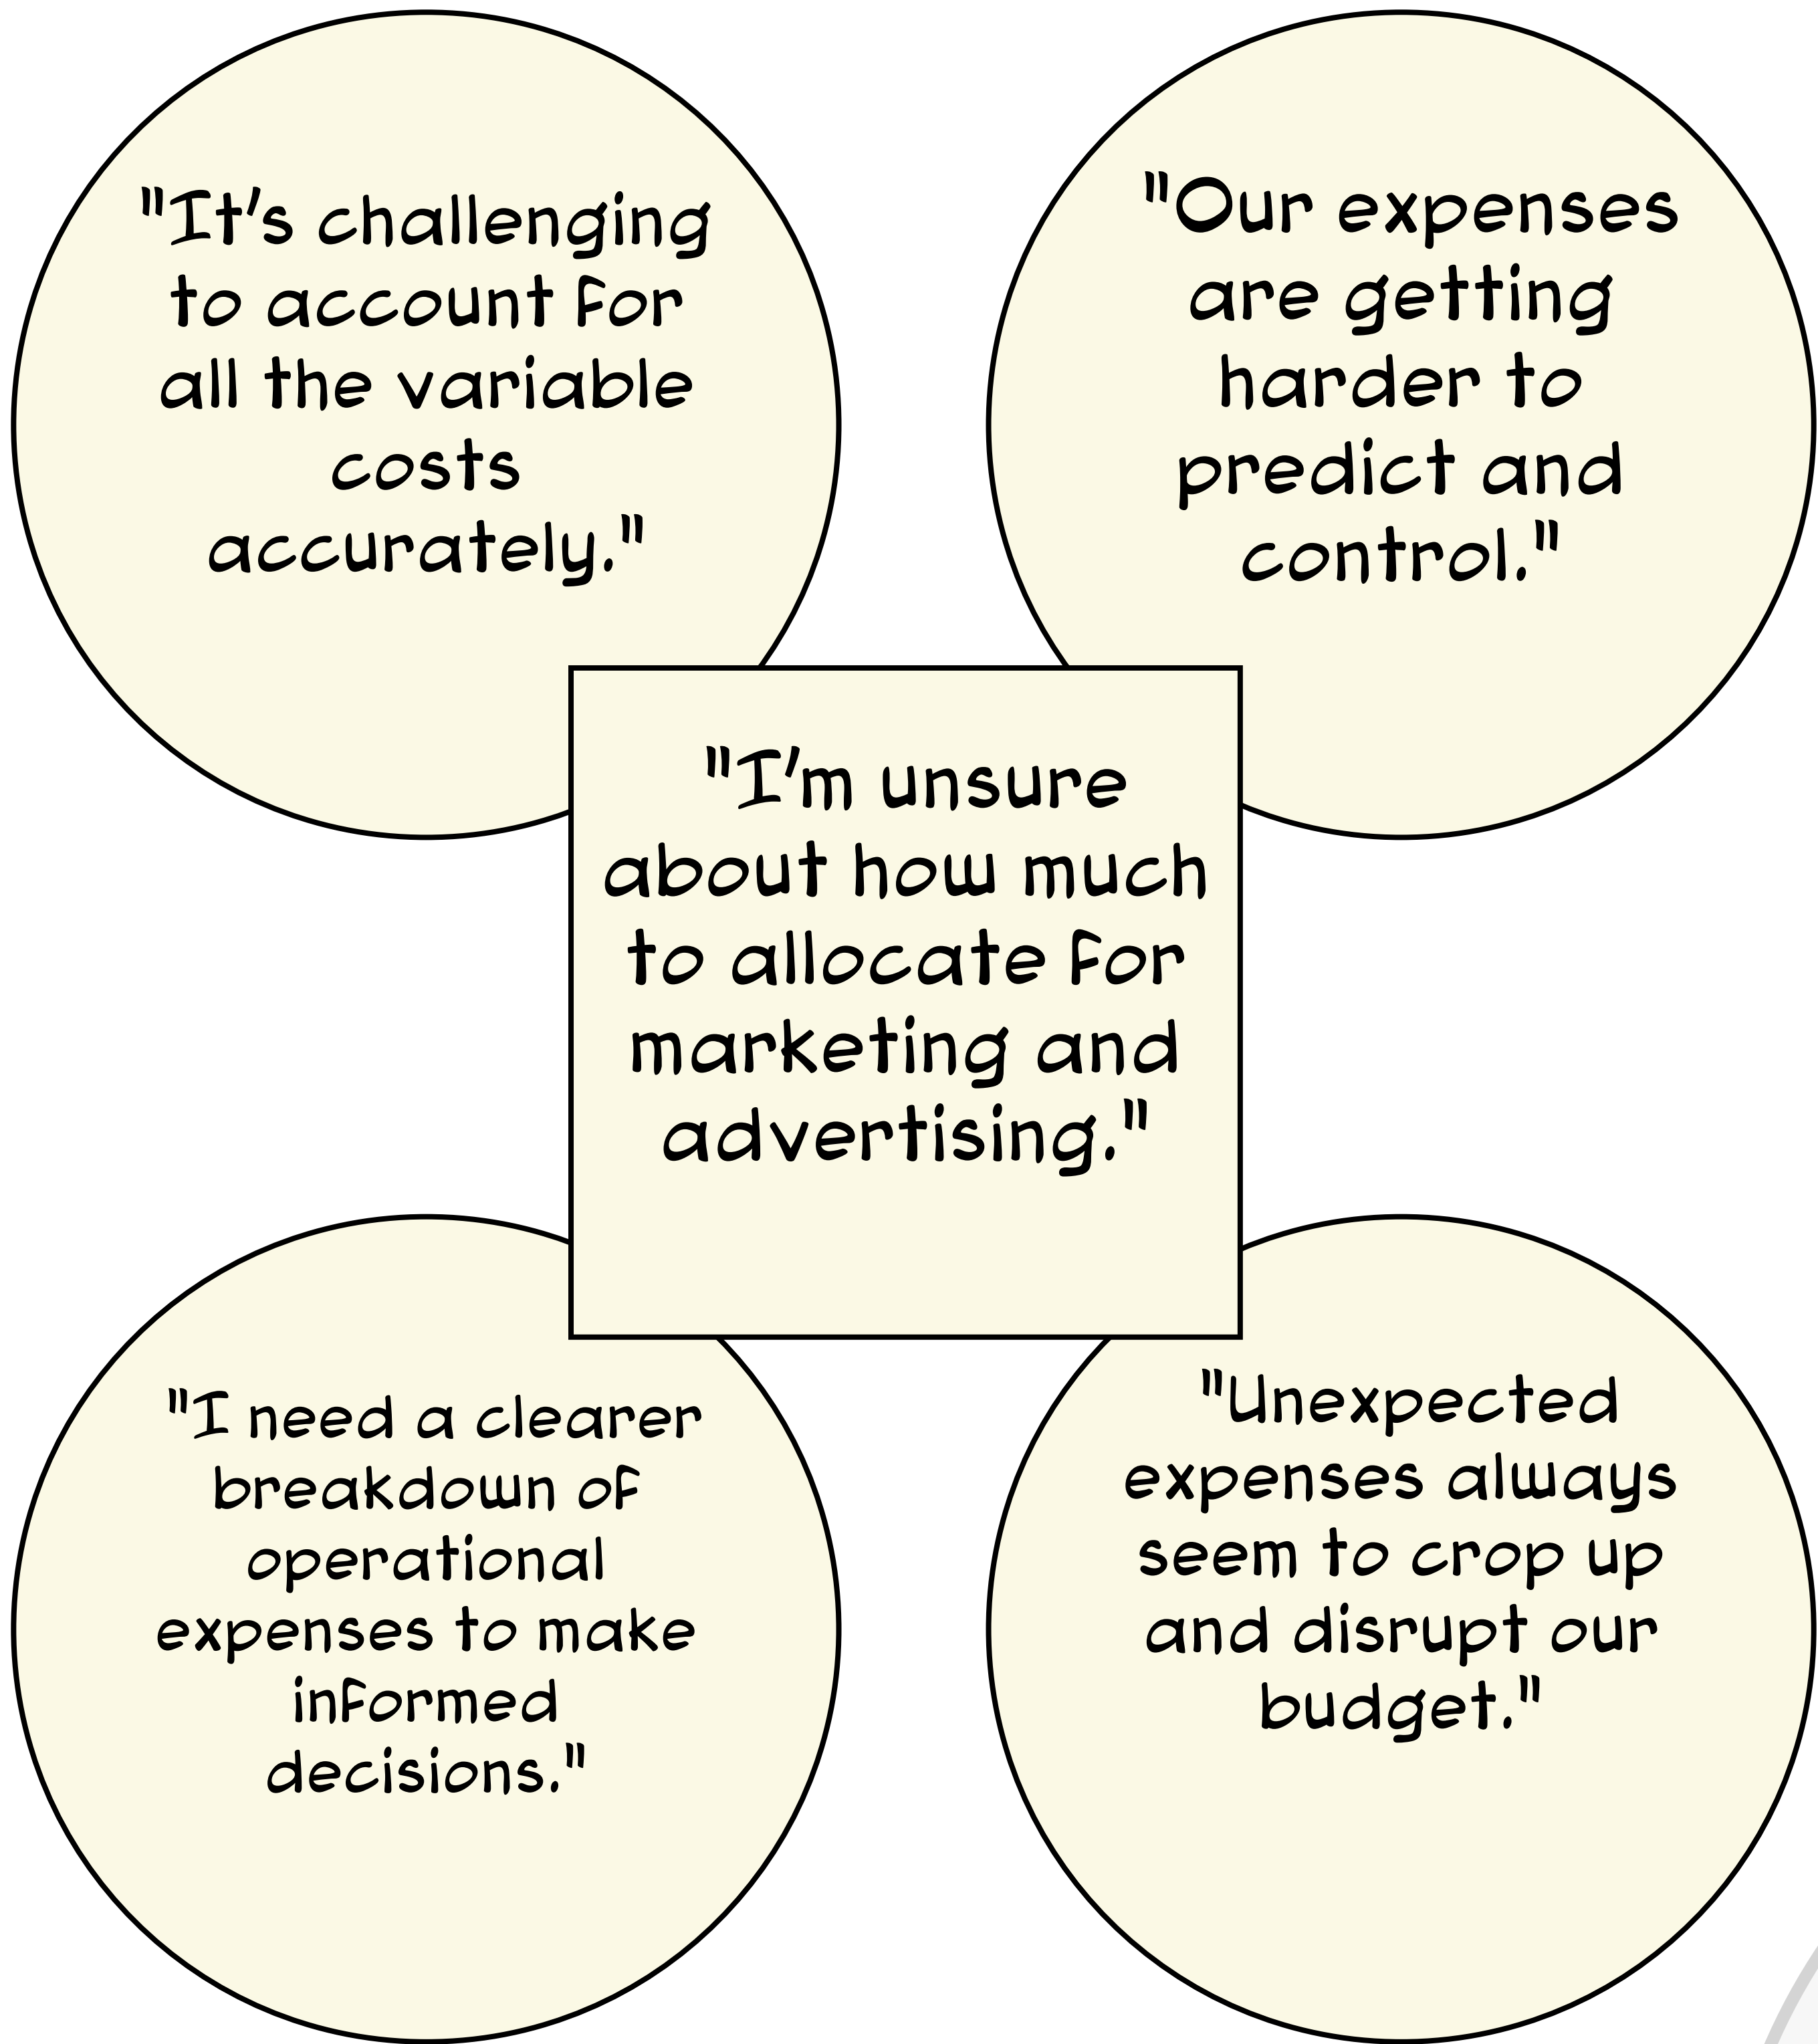 "It's challenging
to account for
all the variable
costs
accurately."
"Our expenses
are getting
harder to
predict and
control."
"I'm unsure
about how much
to allocate for
marketing and
advertising."
"I need a clearer
breakdown of
operational
expenses to make
informed
decisions."
"Unexpected
expenses always
seem to crop up
and disrupt our
budget."